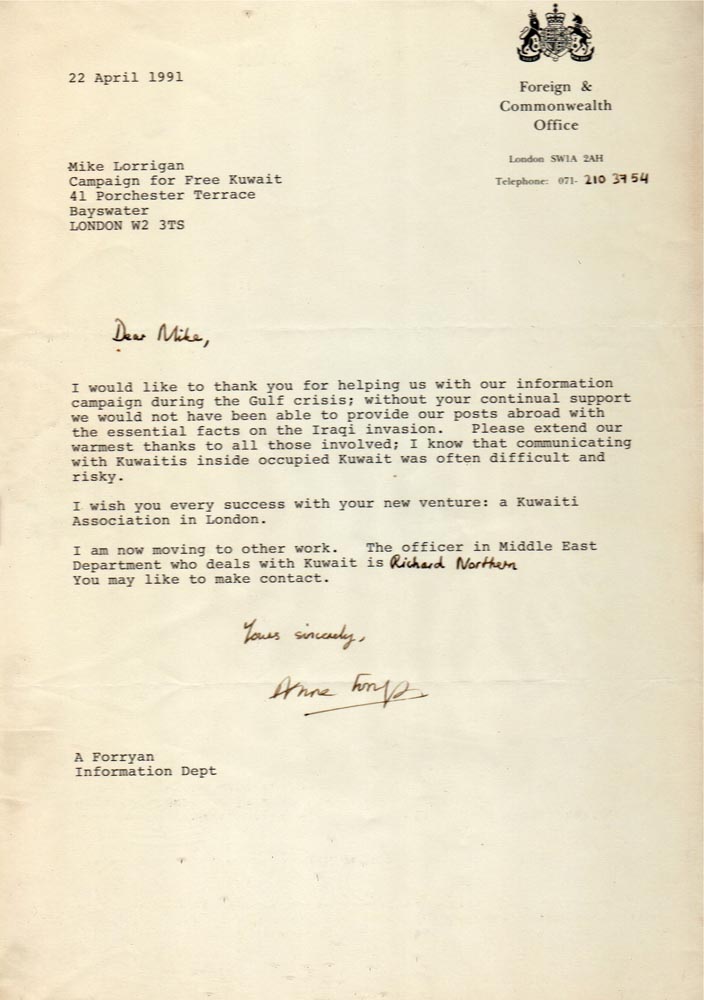 22 April 1991
Foreign &
Commonwealth
Office
London SW1A 2AH
Telephone: 071- 210 3754
Mike Lorrigan
Campaign for Free Kuwait
41 Porchester Terrace
Bayswater
LONDON W2 3TS
Dear Mike,
I would like to thank you for helping us with our information
campaign during the Gulf crisis; without your continual support
we would not have been able to provide our posts abroad with
the essential facts on the Iraqi invasion. Please extend our
warmest thanks to all those involved; I know that communicating
with Kuwaitis inside occupied Kuwait was often difficult and
risky.
I wish you every success with your new venture: a Kuwaiti
Association in London.
I am now moving to other work. The officer in Middle East
Department who deals with Kuwait is Richard Northern
You may like to make contact.
Yours sincerely,
Anne
A Forryan
Information Dept